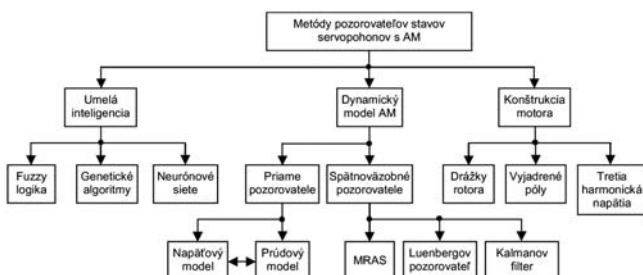 Metódy pozorovateľov stavov
servopohonov s AM
Umelá
inteligencia
Dynamický
model AM
Konštrukcia
motora
Fuzzy
logika
Genetické
algoritmy
Neurónové
siete
Priame
pozorovatele
Spätnoväzobné
pozorovatele
Drážky
rotora
Vyjadrené
póly
Tretia
harmonická
napätia
Napäťový
model
Prúdový
model
MRAS
Luenbergov
pozorovateľ
Kalmanov
filter